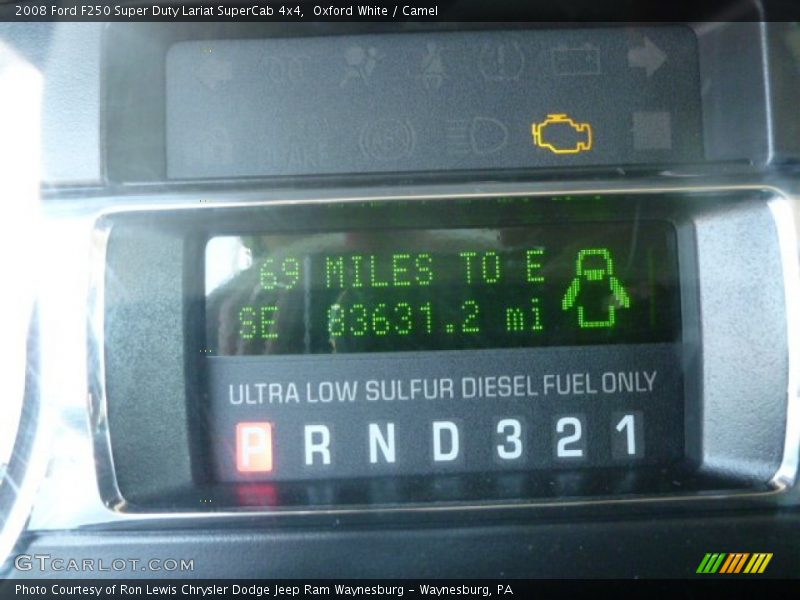 2008 Ford F250 Super Duty Lariat SuperCab 4x4, Oxford White / Camel
69 MILES TO E
SE 83631.2 mi
ULTRA LOW SULFUR DIESEL FUEL ONLY
P R N D 3 2 1
GTCARLOT.COM
Photo Courtesy of Ron Lewis Chrysler Dodge Jeep Ram Waynesburg - Waynesburg, PA